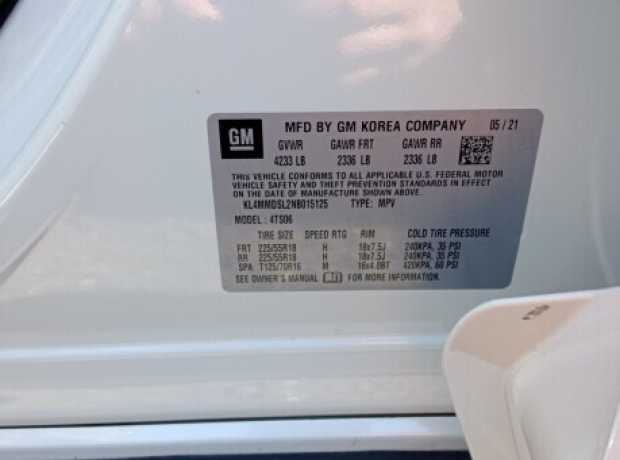 GM
MFD BY GM KOREA COMPANY 05/21
GVWR GAWR FRT GAWR RR
4233 LB 2336 LB 2336 LB
THIS VEHICLE CONFORMS TO ALL APPLICABLE U.S. FEDERAL MOTOR
VEHICLE SAFETY AND THEFT PREVENTION STANDARDS IN EFFECT
ON THE DATE OF MANUFACTURE SHOWN ABOVE.
KL4MMDSL2NB015125 TYPE: MPV
MODEL: 4TS06
TIRE SIZE SPEED RTG RIM COLD TIRE PRESSURE
FRT 225/55R18 H 18x7.5J 240KPA, 35 PSI
RR 225/55R18 H 18x7.5J 240KPA, 35 PSI
SPA T125/70R16 M 16x4.0BT 420KPA, 60 PSI
SEE OWNER'S MANUAL FOR MORE INFORMATION.